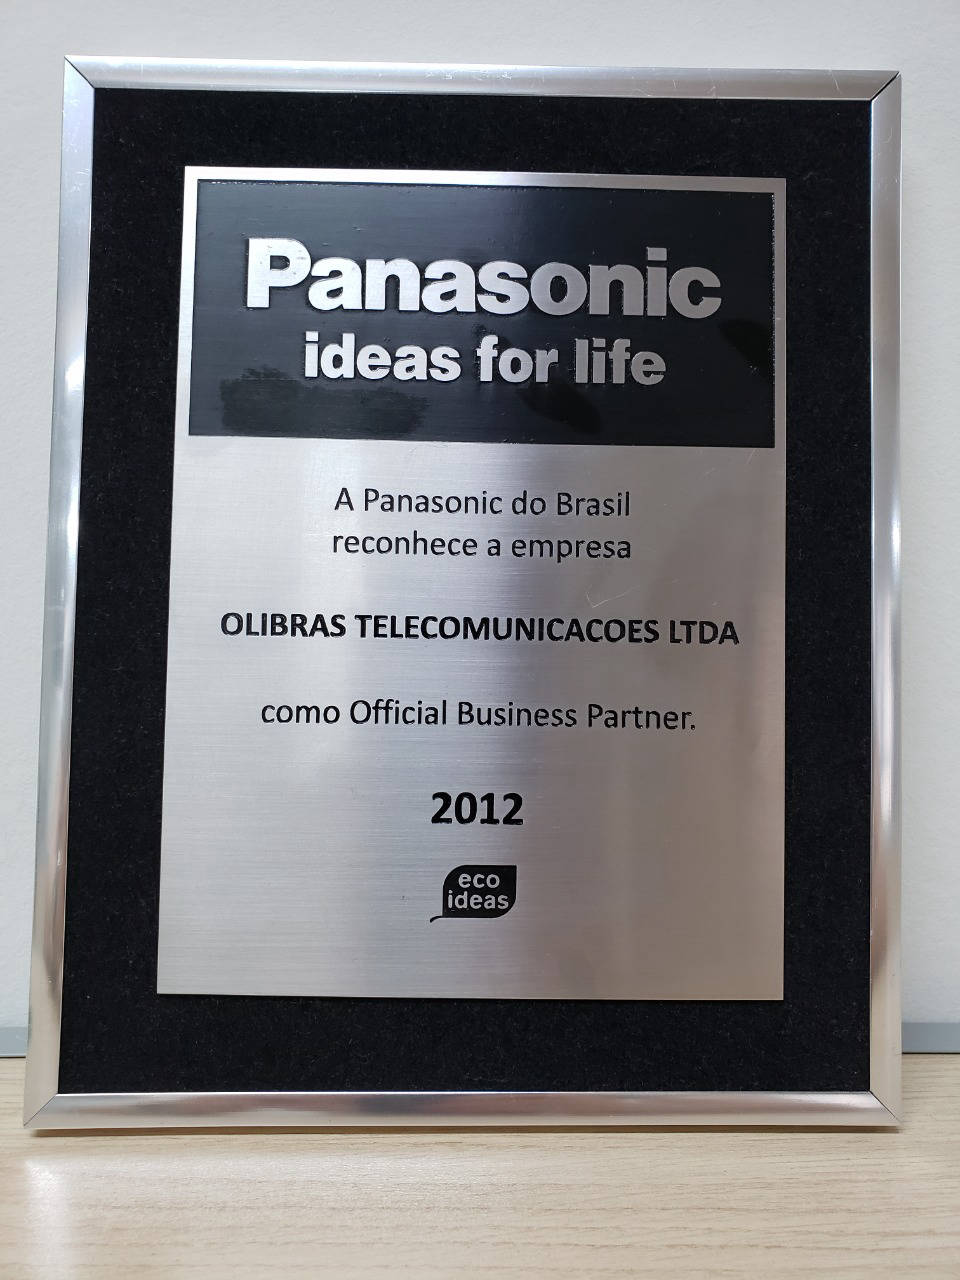 Panasonic
ideas for life
A Panasonic do Brasil
reconhece a empresa
OLIBRAS TELECOMUNICACOES LTDA
como Official Business Partner.
2012
eco
ideas